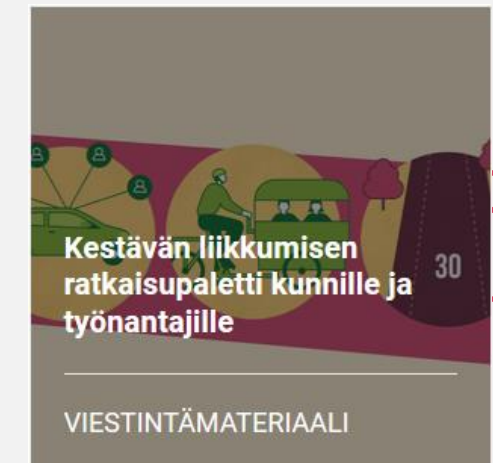 30
Kestävän liikkumisen
ratkaisupaletti kunnille ja
työnantajille
VIESTINTÄMATERIAALI